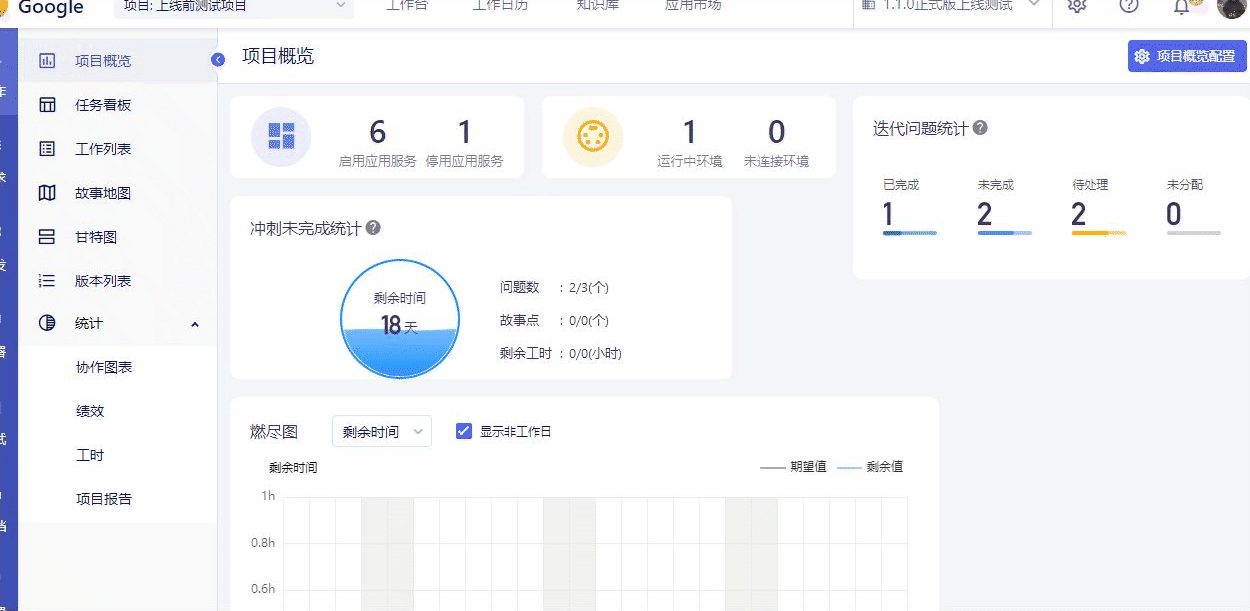 Google
项目: 上线前测试项目
工作台
工作日历
知识库
应用市场
1.1.0正式版上线测试
项目概览
任务看板
工作列表
故事地图
甘特图
版本列表
统计
协作图表
绩效
工时
项目报告
项目概览
项目概览配置
6
启用应用服务
1
停用应用服务
1
运行中环境
0
未连接环境
迭代问题统计
已完成
1
未完成
2
待处理
2
未分配
0
冲刺未完成统计
剩余时间
18天
问题数 : 2/3(个)
故事点 : 0/0(个)
剩余工时 : 0/0(小时)
燃尽图
剩余时间
显示非工作日
剩余时间
期望值
剩余值
1h
0.8h
0.6h